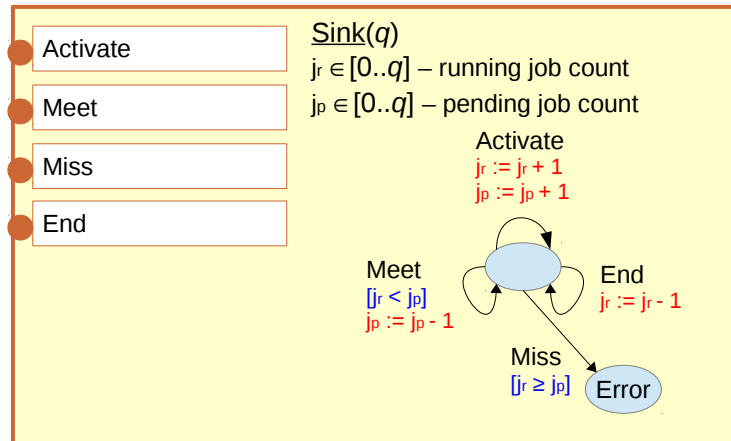 Activate
Meet
Miss
End
Sink(q)
jr ∈ [0..q] – running job count
jp ∈ [0..q] – pending job count
Activate
jr := jr + 1
jp := jp + 1
Meet
[jr < jp]
jp := jp - 1
End
jr := jr - 1
Miss
[jr ≥ jp]
Error